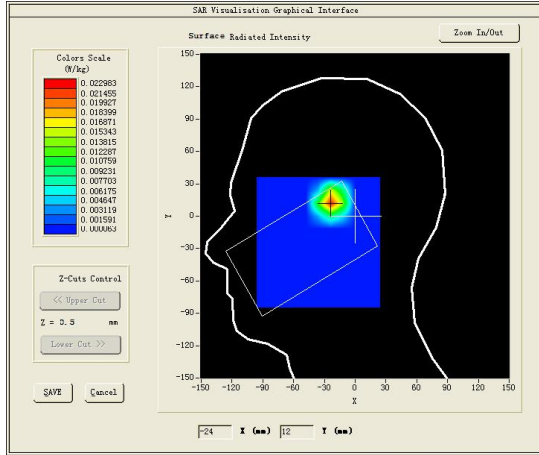 SAR Visualisation Graphical Interface
Surface Radiated Intensity
Zoom In/Out
Colors Scale
(W/kg)
0.022983
0.021455
0.019927
0.018399
0.016871
0.015343
0.013815
0.012287
0.010759
0.009231
0.007703
0.006175
0.004647
0.003119
0.001591
0.000063
Z-Cuts Control
<< Upper Cut
Z = 3.5 mm
Lower Cut >>
SAVE Cancel
150
120
90
60
30
0
-30
-60
-90
-120
-150
Y
-150 -120 -90 -60 -30 0 30 60 90 120 150
X
-24 X (mm) 12 Y (mm)